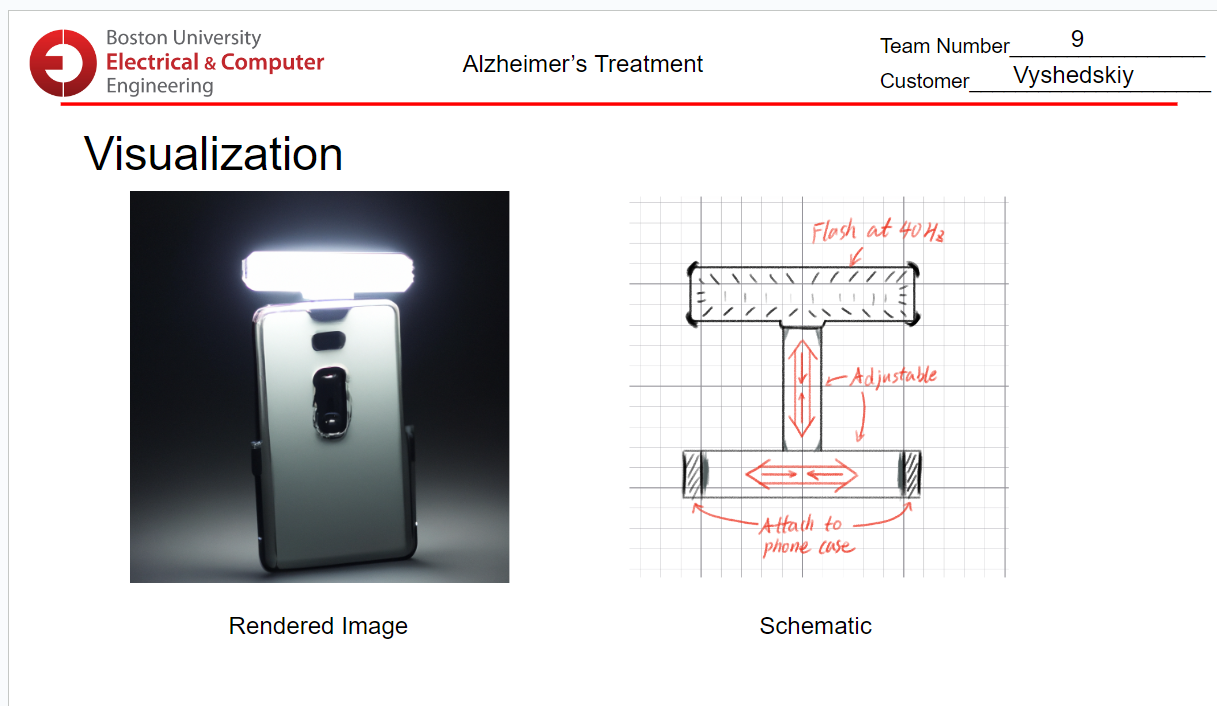 Boston University
Electrical & Computer
Engineering
Alzheimer's Treatment
Team Number 9
Customer Vyshedskiy
Visualization
Flash at 40Hz
Adjustable
Attach to
phone case
Rendered Image
Schematic